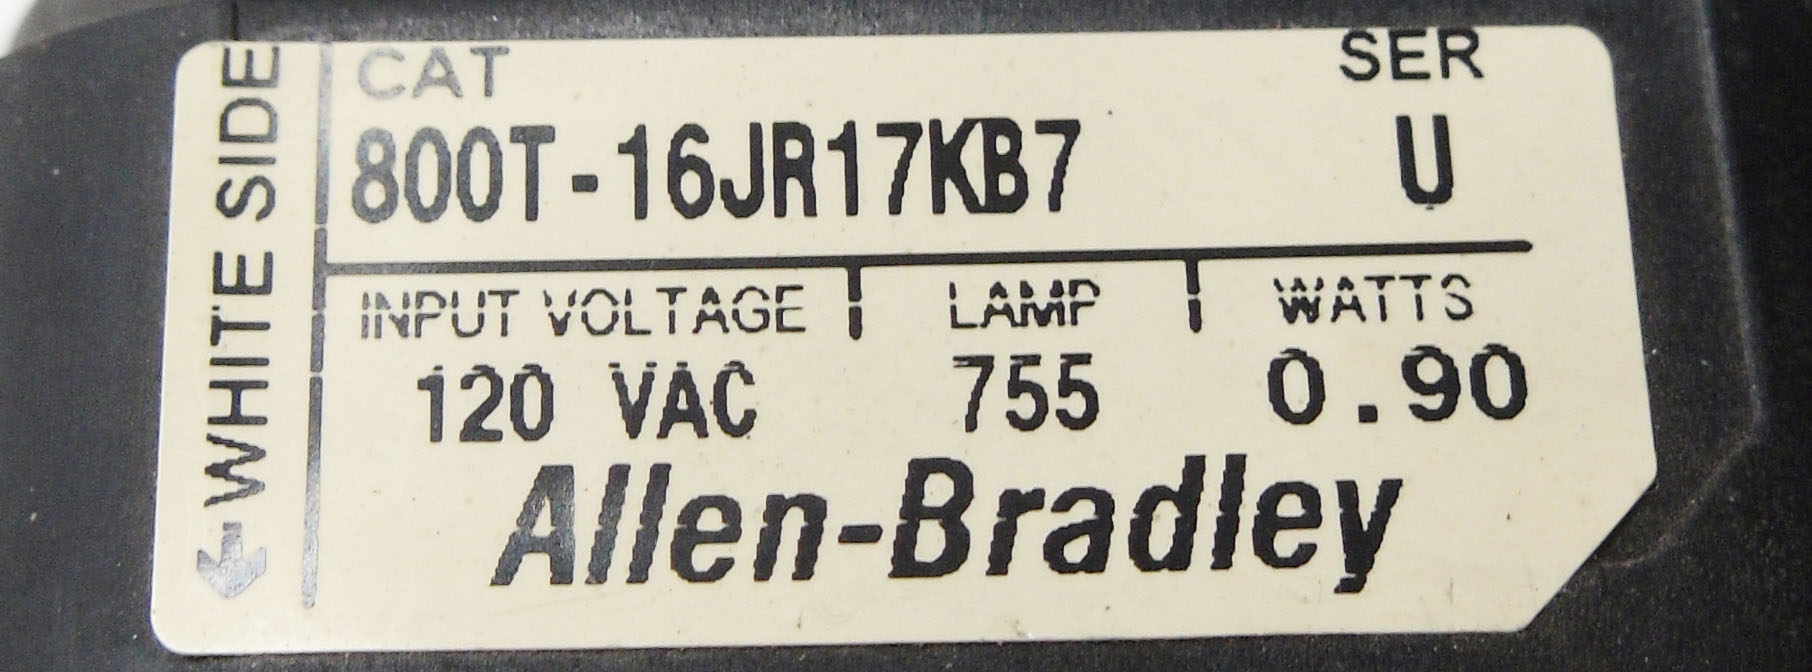 ← WHITE SIDE
CAT SER
800T-16JR17KB7 U
INPUT VOLTAGE LAMP WATTS
120 VAC 755 0.90
Allen-Bradley